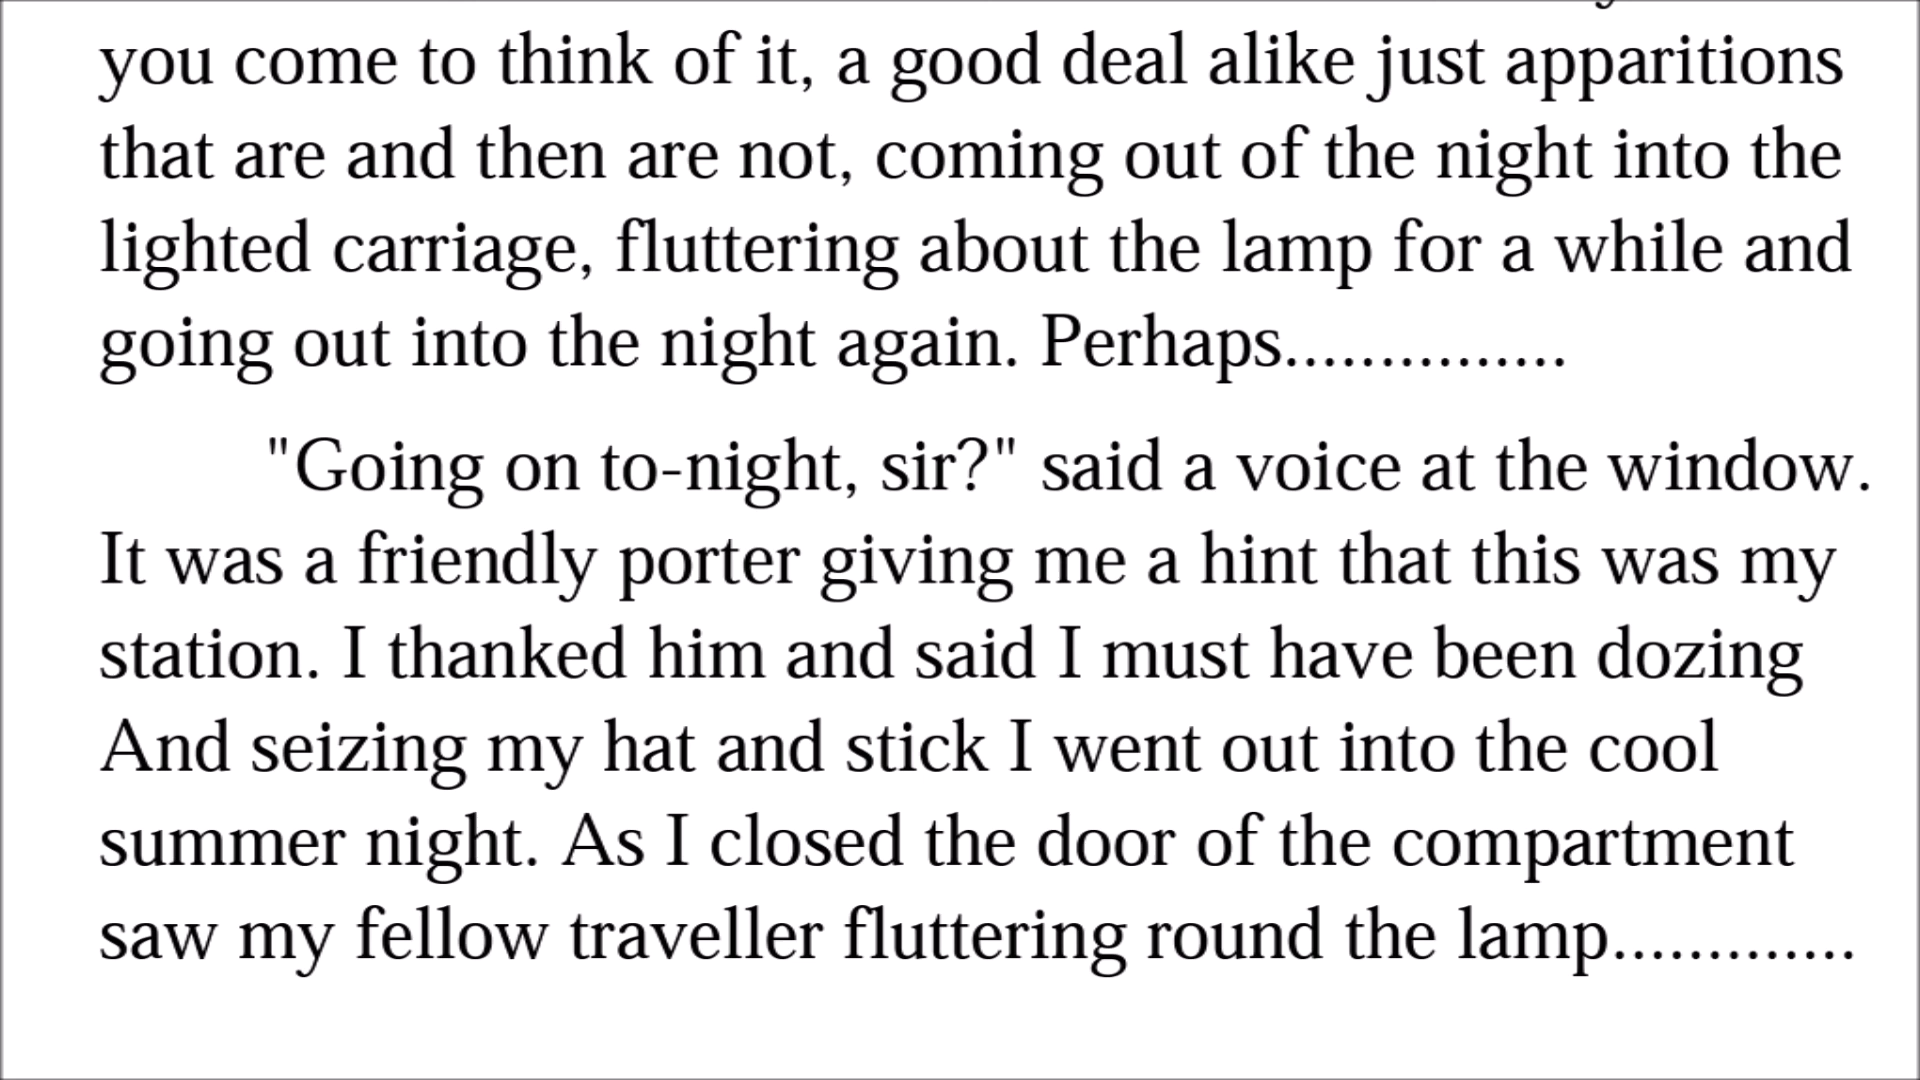 you come to think of it, a good deal alike just apparitions
that are and then are not, coming out of the night into the
lighted carriage, fluttering about the lamp for a while and
going out into the night again. Perhaps...............
"Going on to-night, sir?" said a voice at the window.
It was a friendly porter giving me a hint that this was my
station. I thanked him and said I must have been dozing
And seizing my hat and stick I went out into the cool
summer night. As I closed the door of the compartment
saw my fellow traveller fluttering round the lamp.............